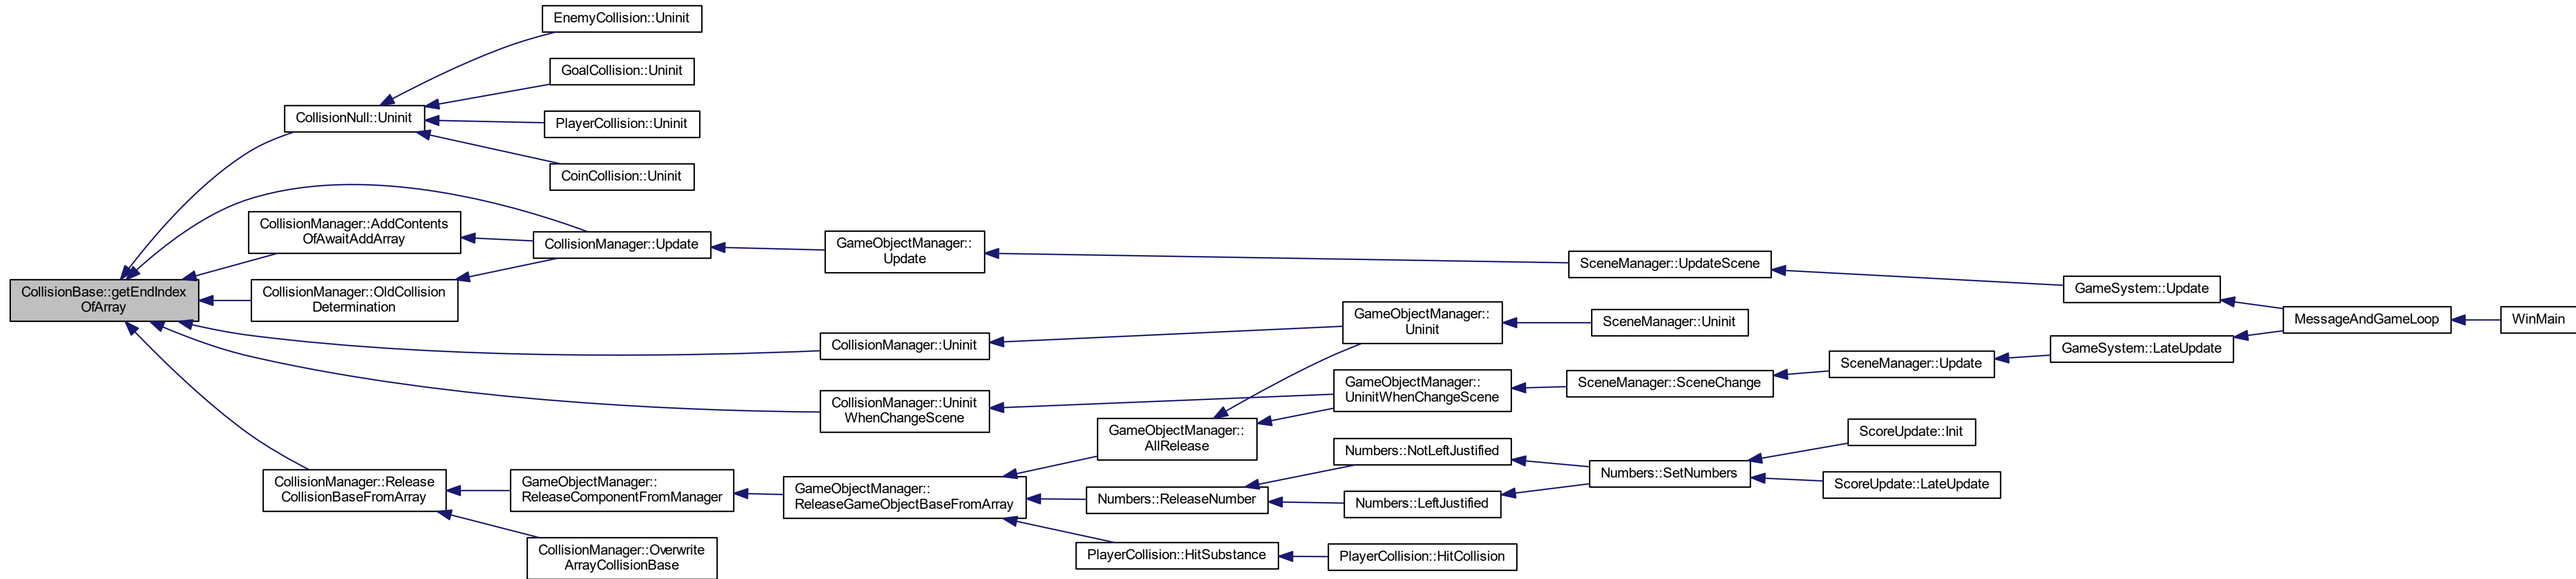 EnemyCollision::Uninit
GoalCollision::Uninit
CollisionNull::Uninit
PlayerCollision::Uninit
CoinCollision::Uninit
CollisionManager::AddContents
OfAwaitAddArray
CollisionManager::Update
GameObjectManager::
Update
SceneManager::UpdateScene
CollisionBase::getEndIndex
OfArray
CollisionManager::OldCollision
Determination
GameSystem::Update
GameObjectManager::
Uninit
SceneManager::Uninit
MessageAndGameLoop
WinMain
CollisionManager::Uninit
GameSystem::LateUpdate
SceneManager::Update
CollisionManager::Uninit
WhenChangeScene
GameObjectManager::
UninitWhenChangeScene
SceneManager::SceneChange
GameObjectManager::
AllRelease
ScoreUpdate::Init
Numbers::NotLeftJustified
Numbers::SetNumbers
ScoreUpdate::LateUpdate
CollisionManager::Release
CollisionBaseFromArray
GameObjectManager::
ReleaseComponentFromManager
GameObjectManager::
ReleaseGameObjectBaseFromArray
Numbers::ReleaseNumber
Numbers::LeftJustified
CollisionManager::Overwrite
ArrayCollisionBase
PlayerCollision::HitSubstance
PlayerCollision::HitCollision